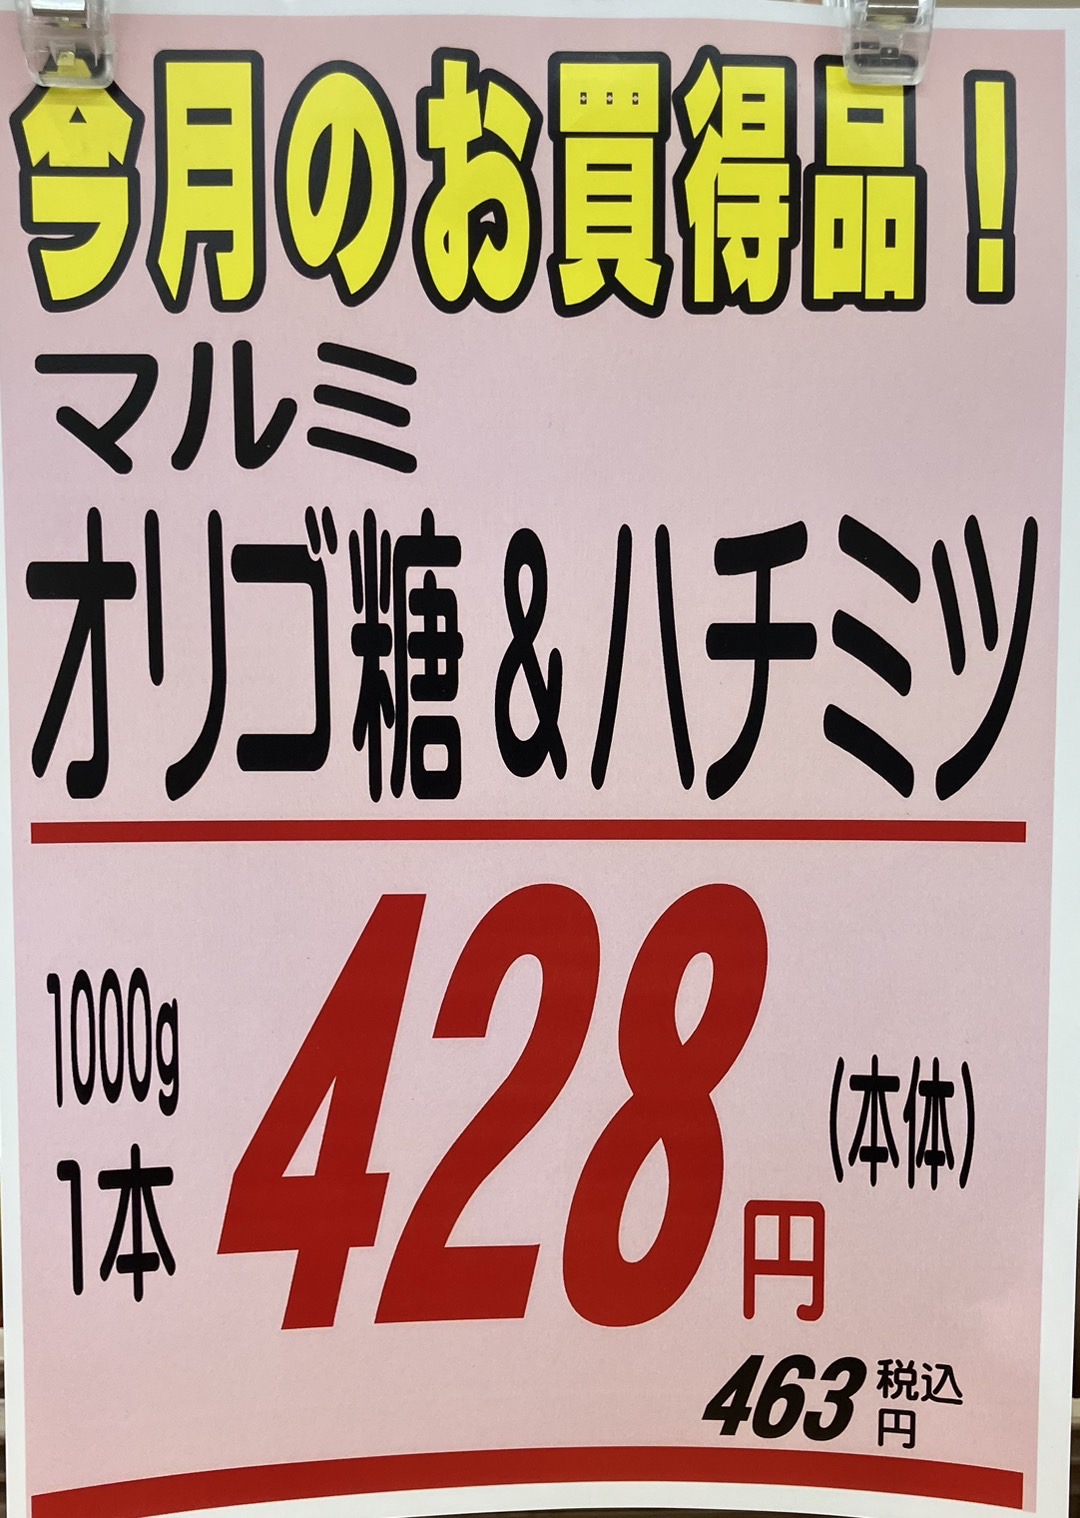 今月のお買得品！
マルミ
オリゴ糖&ハチミツ
1000g
1本
428円
(本体)
463税込円